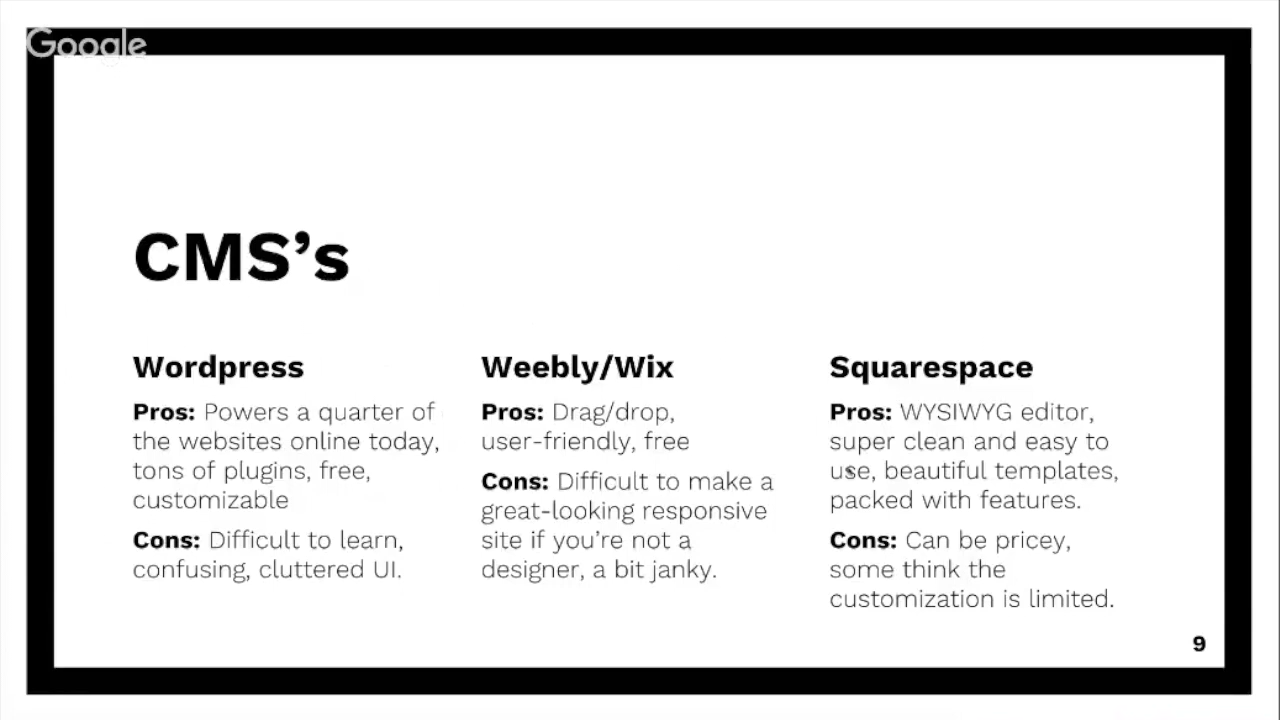 Google
CMS’s
Wordpress
Pros: Powers a quarter of
the websites online today,
tons of plugins, free,
customizable
Cons: Difficult to learn,
confusing, cluttered UI.
Weebly/Wix
Pros: Drag/drop,
user-friendly, free
Cons: Difficult to make a
great-looking responsive
site if you’re not a
designer, a bit janky.
Squarespace
Pros: WYSIWYG editor,
super clean and easy to
use, beautiful templates,
packed with features.
Cons: Can be pricey,
some think the
customization is limited.
9